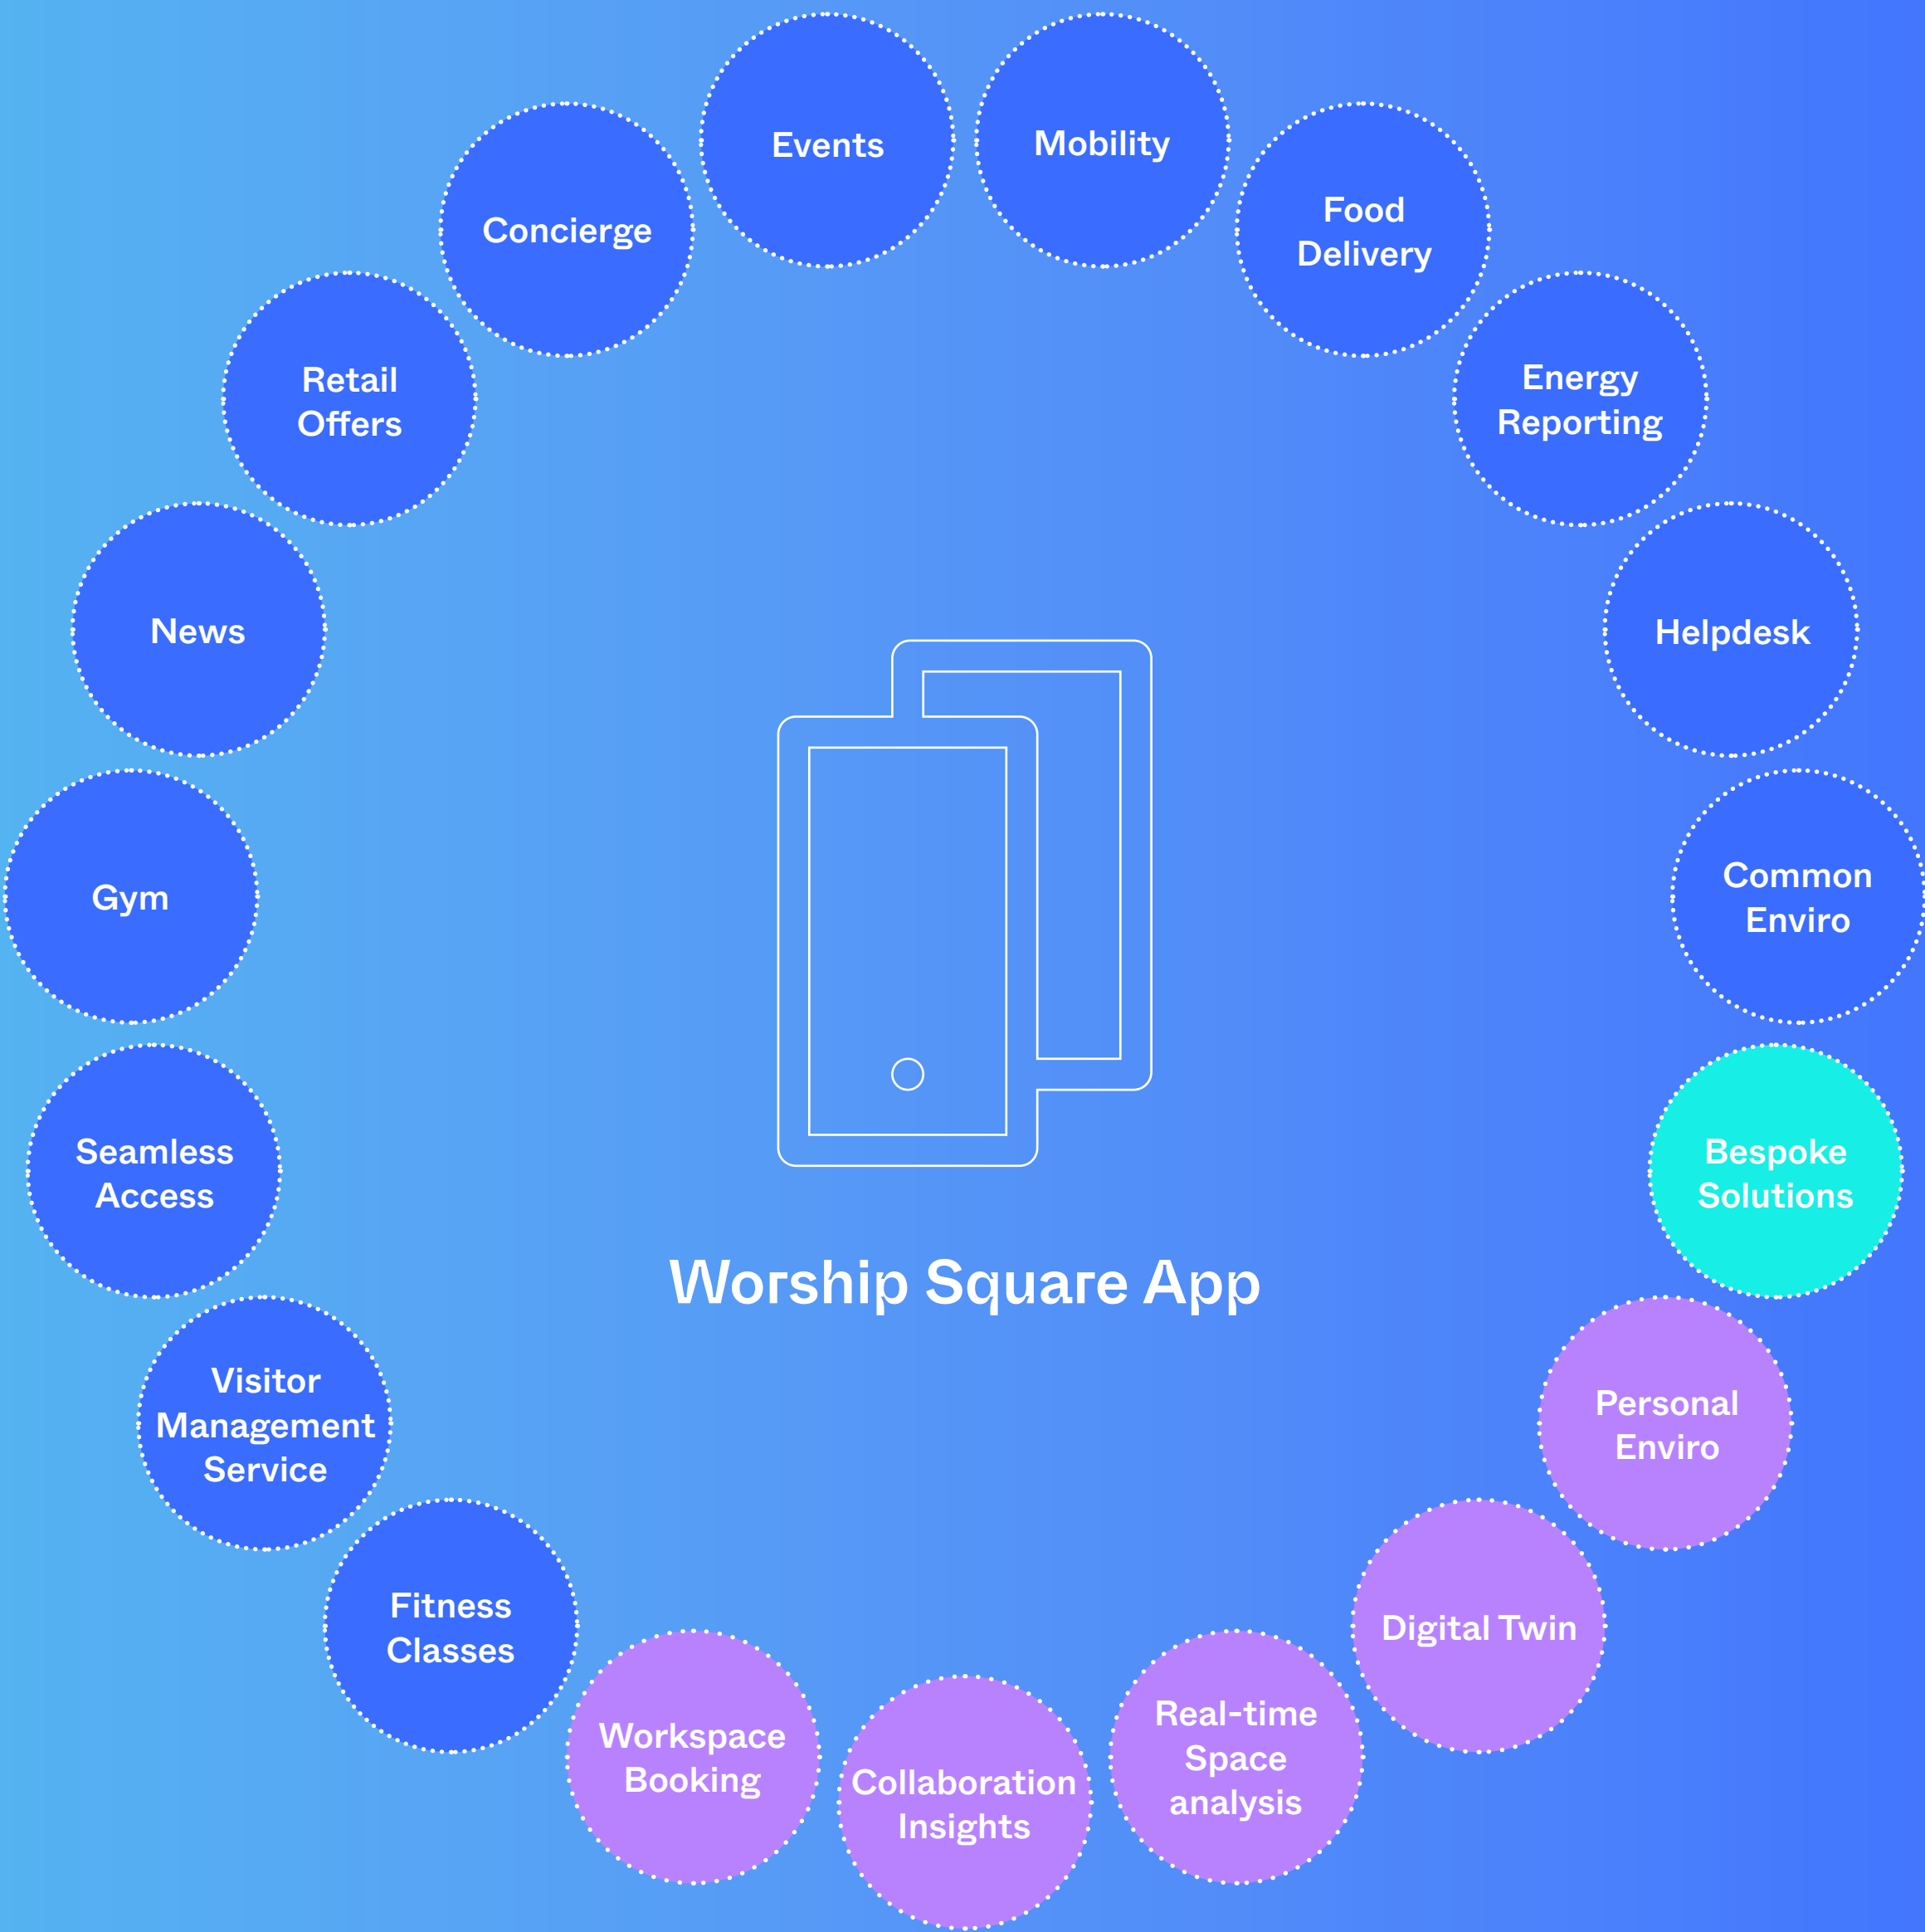 Events
Mobility
Food
Delivery
Energy
Reporting
Helpdesk
Common
Enviro
Bespoke
Solutions
Personal
Enviro
Digital Twin
Real-time
Space
analysis
Collaboration
Insights
Workspace
Booking
Fitness
Classes
Visitor
Management
Service
Seamless
Access
Gym
News
Retail
Offers
Concierge
Worship Square App